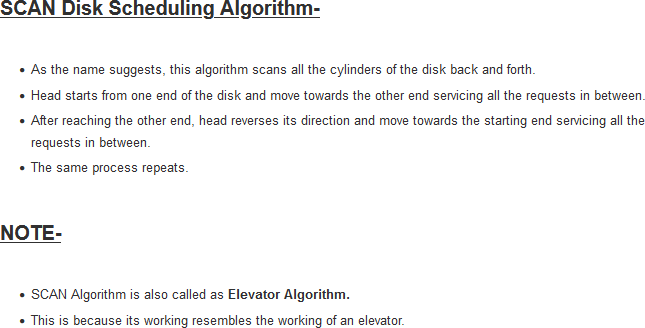 SCAN Disk Scheduling Algorithm-
• As the name suggests, this algorithm scans all the cylinders of the disk back and forth.
• Head starts from one end of the disk and move towards the other end servicing all the requests in between.
• After reaching the other end, head reverses its direction and move towards the starting end servicing all the
requests in between.
• The same process repeats.
NOTE-
• SCAN Algorithm is also called as Elevator Algorithm.
• This is because its working resembles the working of an elevator.